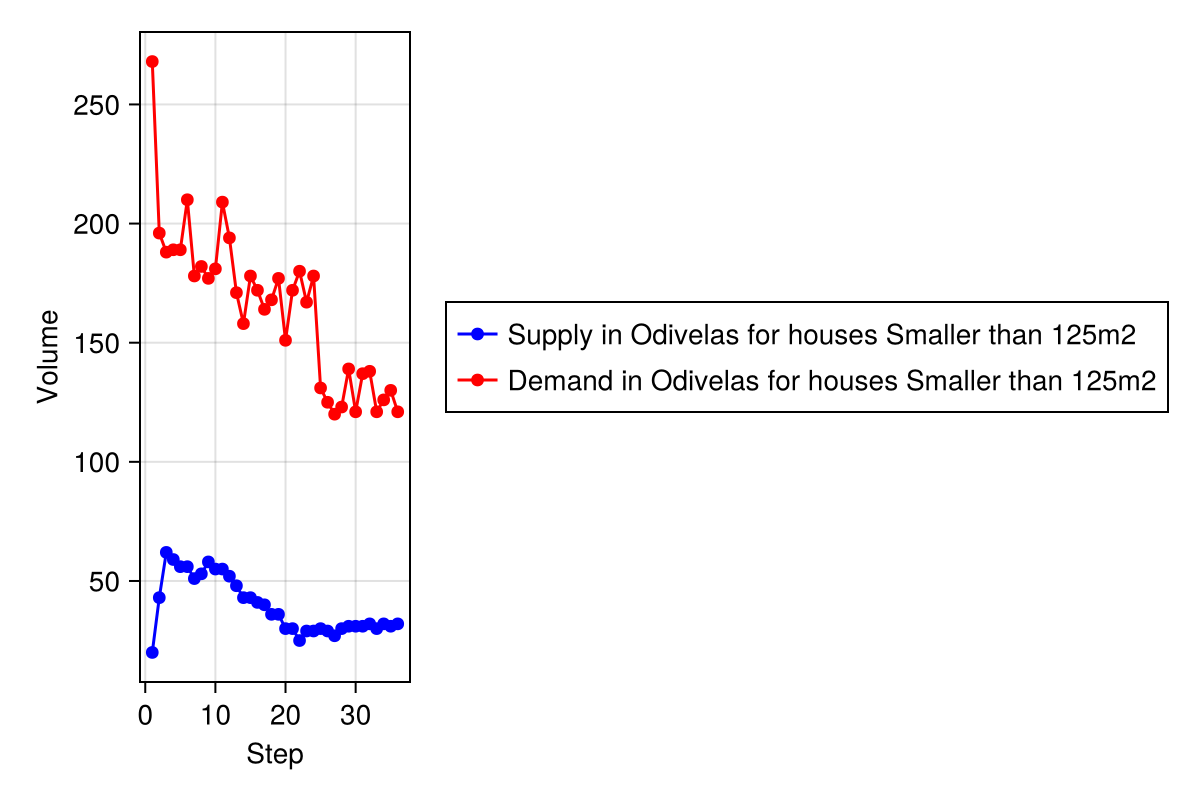 250
200
150
100
50
Volume
0 10 20 30
Step
Supply in Odivelas for houses Smaller than 125m2
Demand in Odivelas for houses Smaller than 125m2